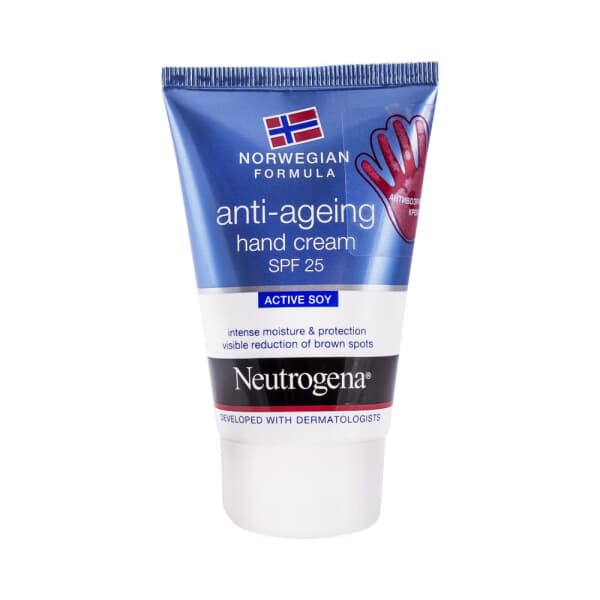 NORWEGIAN
FORMULA
anti-ageing
hand cream
SPF 25
ACTIVE SOY
intense moisture & protection
visible reduction of brown spots
Neutrogena®
DEVELOPED WITH DERMATOLOGISTS